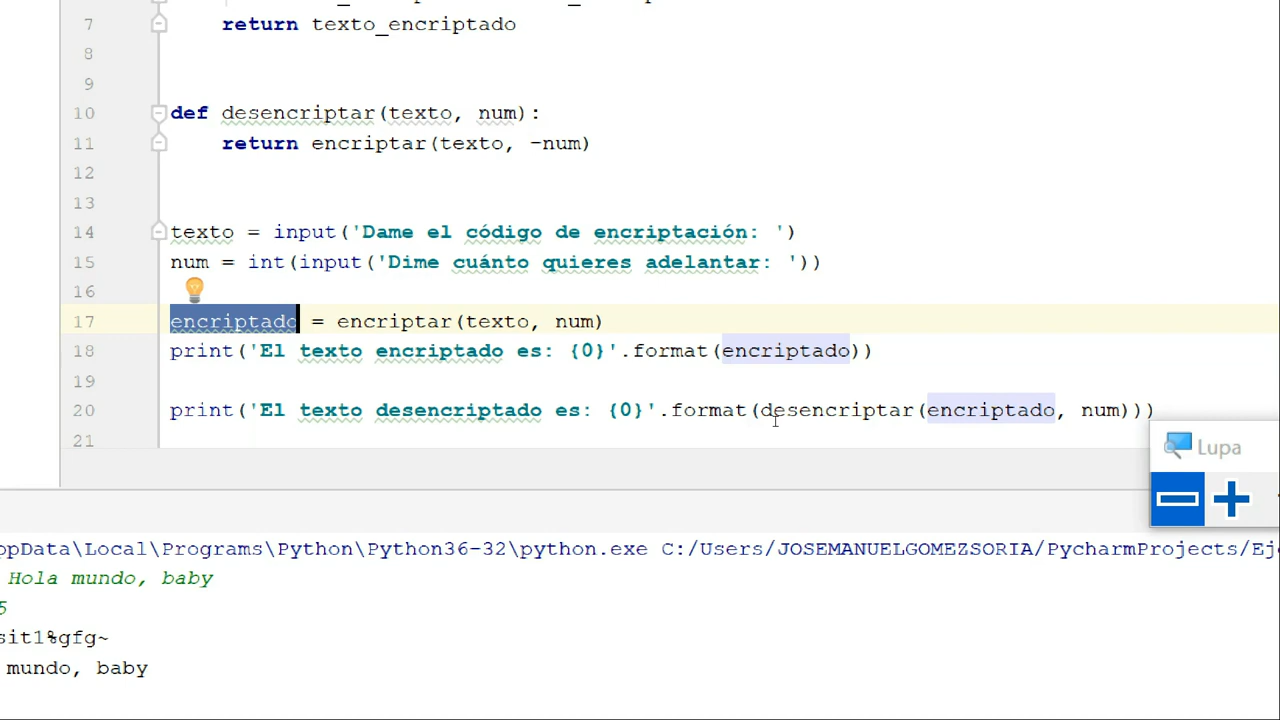 7 return texto_encriptado
8
9
10 def desencriptar(texto, num):
11 return encriptar(texto, -num)
12
13
14 texto = input('Dame el código de encriptación: ')
15 num = int(input('Dime cuánto quieres adelantar: '))
16
17 encriptado = encriptar(texto, num)
18 print('El texto encriptado es: {0}'.format(encriptado))
19
20 print('El texto desencriptado es: {0}'.format(desencriptar(encriptado, num)))
21
Lupa
ppData\Local\Programs\Python\Python36-32\python.exe C:/Users/JOSEMANUELGOMEZSORIA/PycharmProjects/Ej
Hola mundo, baby
5
sit1%gfg~
mundo, baby